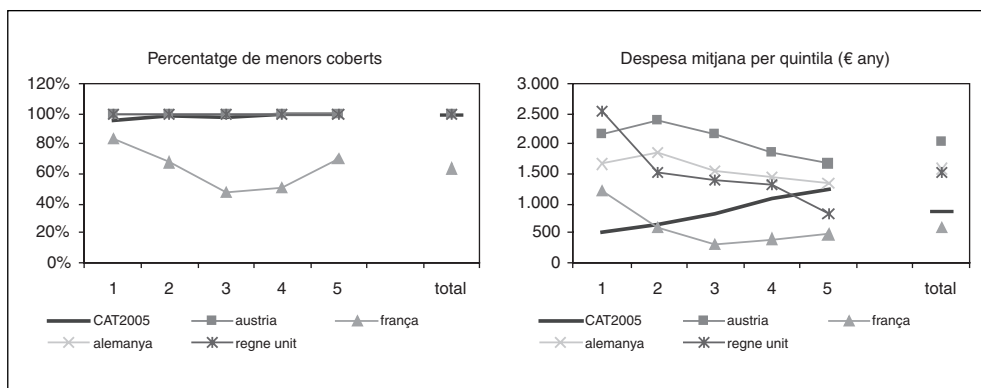 Percentatge de menors coberts
120%
100%
80%
60%
40%
20%
0%
1 2 3 4 5 total
CAT2005 austria frança
alemanya regne unit
Despesa mitjana per quintila (€ any)
3.000
2.500
2.000
1.500
1.000
500
0
1 2 3 4 5 total
CAT2005 austria frança
alemanya regne unit